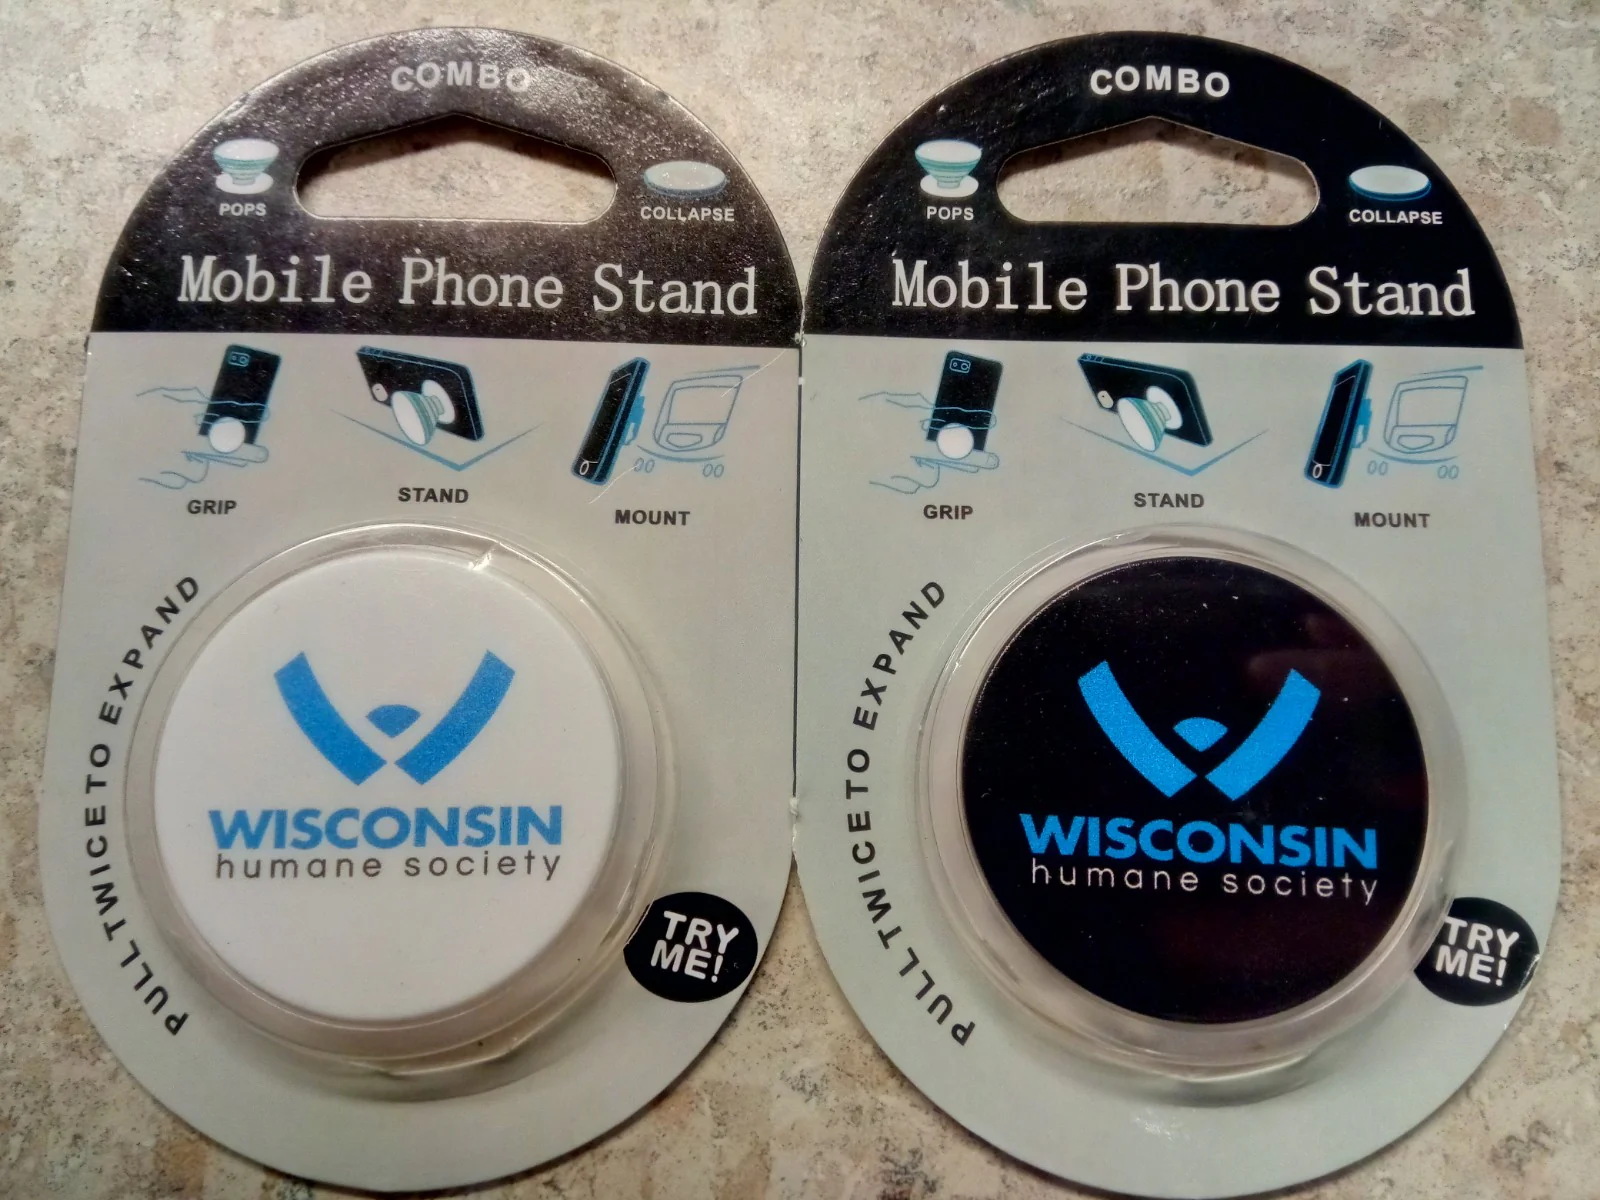 COMBO
POPS
COLLAPSE
Mobile Phone Stand
GRIP
STAND
MOUNT
PULL TWICE TO EXPAND
WISCONSIN
humane society
TRY
ME!
COMBO
POPS
COLLAPSE
Mobile Phone Stand
GRIP
STAND
MOUNT
PULL TWICE TO EXPAND
WISCONSIN
humane society
TRY
ME!